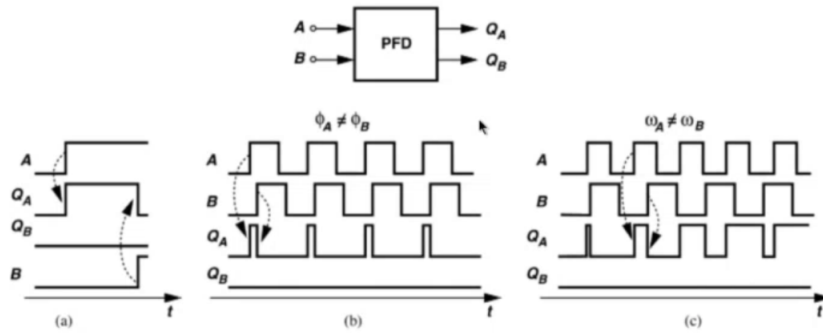 A PFD Q_A
B Q_B
ϕ_A ≠ ϕ_B
ω_A ≠ ω_B
A
Q_A
Q_B
B
t
(a)
A
B
Q_A
Q_B
t
(b)
A
B
Q_A
Q_B
t
(c)